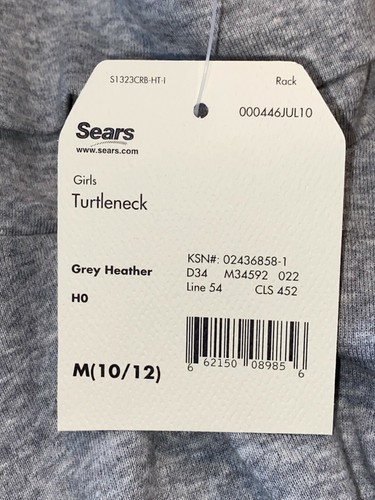 S1323CRB-HT-I Rack
000446JUL10
Sears
www.sears.com
Girls
Turtleneck
KSN#: 02436858-1
Grey Heather D34 M34592 022
Line 54 CLS 452
H0
M(10/12)
6 62150 08985 6